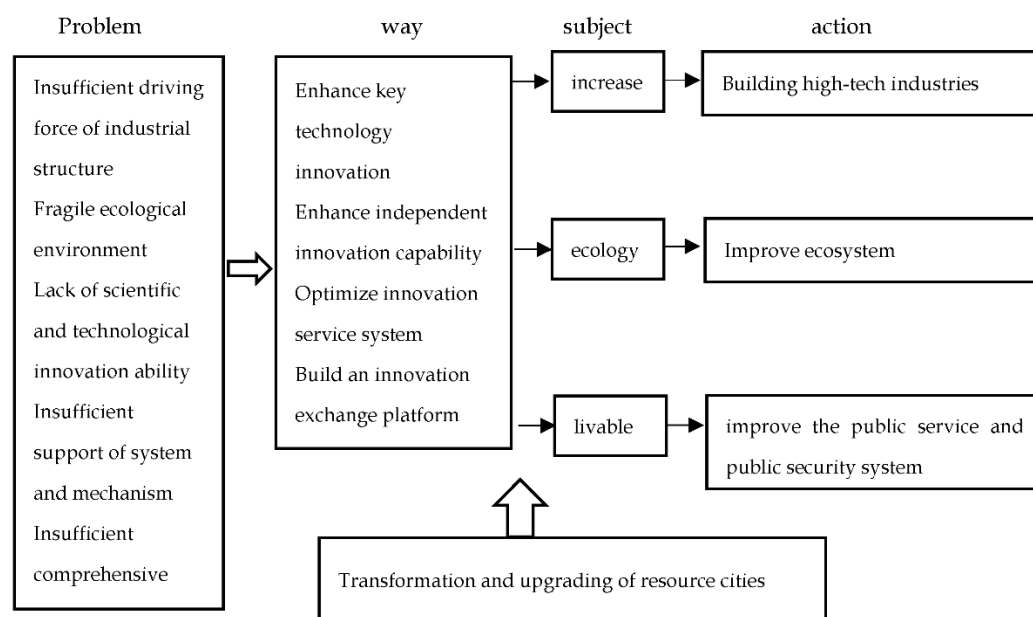 Problem
way
subject
action
Insufficient driving
force of industrial
structure
Fragile ecological
environment
Lack of scientific
and technological
innovation ability
Insufficient
support of system
and mechanism
Insufficient
comprehensive
Enhance key
technology
innovation
Enhance independent
innovation capability
Optimize innovation
service system
Build an innovation
exchange platform
increase
Building high-tech industries
ecology
Improve ecosystem
livable
improve the public service and
public security system
Transformation and upgrading of resource cities